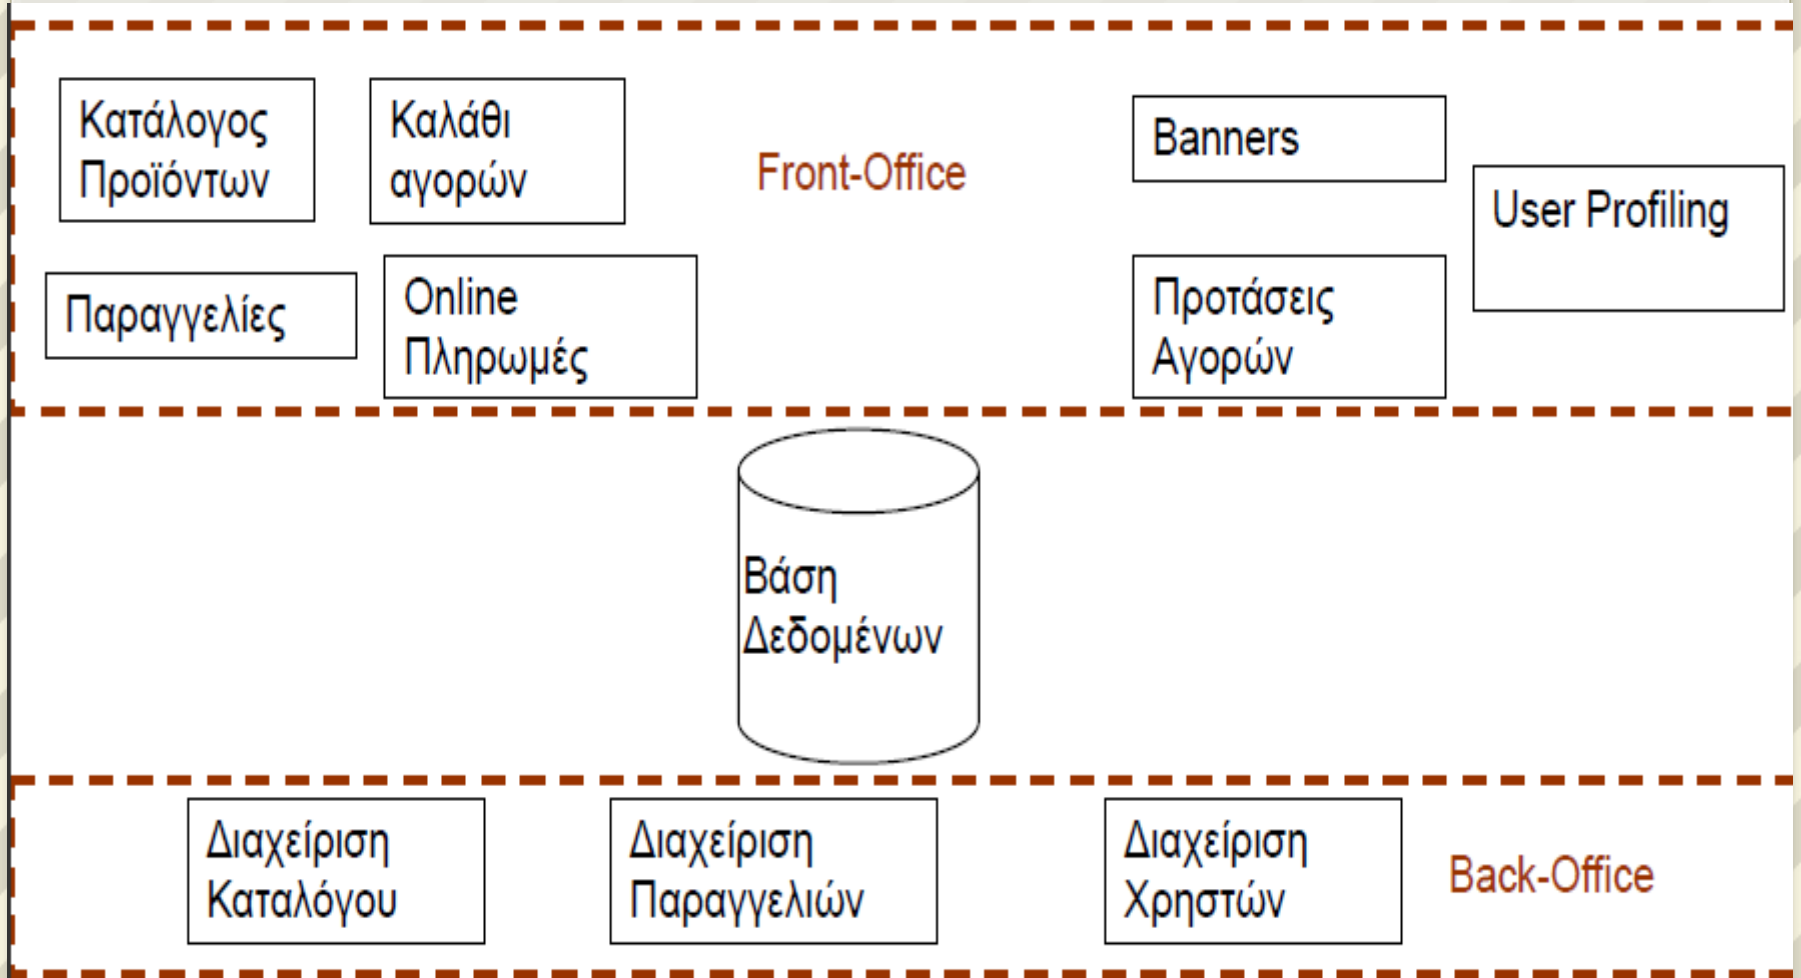 Κατάλογος
Προϊόντων
Καλάθι
αγορών
Front-Office
Banners
User Profiling
Παραγγελίες
Online
Πληρωμές
Προτάσεις
Αγορών
Βάση
Δεδομένων
Διαχείριση
Καταλόγου
Διαχείριση
Παραγγελιών
Διαχείριση
Χρηστών
Back-Office